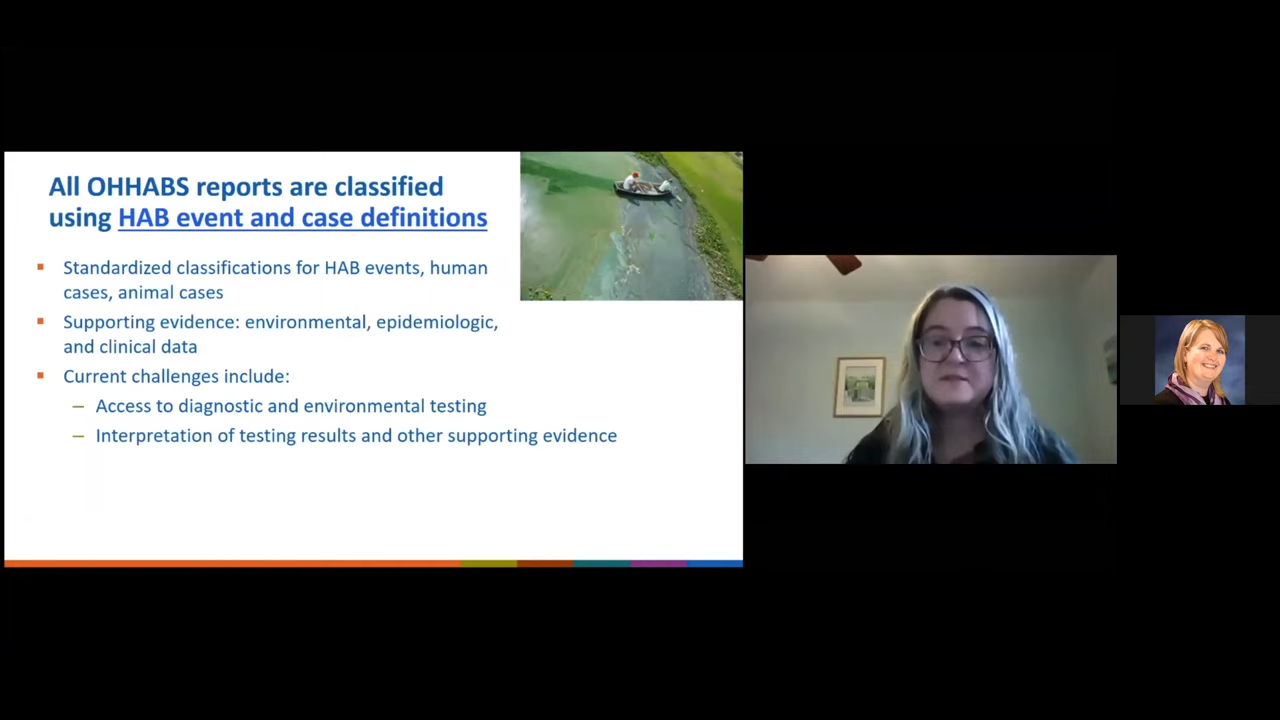 All OHHABS reports are classified
using HAB event and case definitions
Standardized classifications for HAB events, human
cases, animal cases
Supporting evidence: environmental, epidemiologic,
and clinical data
Current challenges include:
– Access to diagnostic and environmental testing
– Interpretation of testing results and other supporting evidence